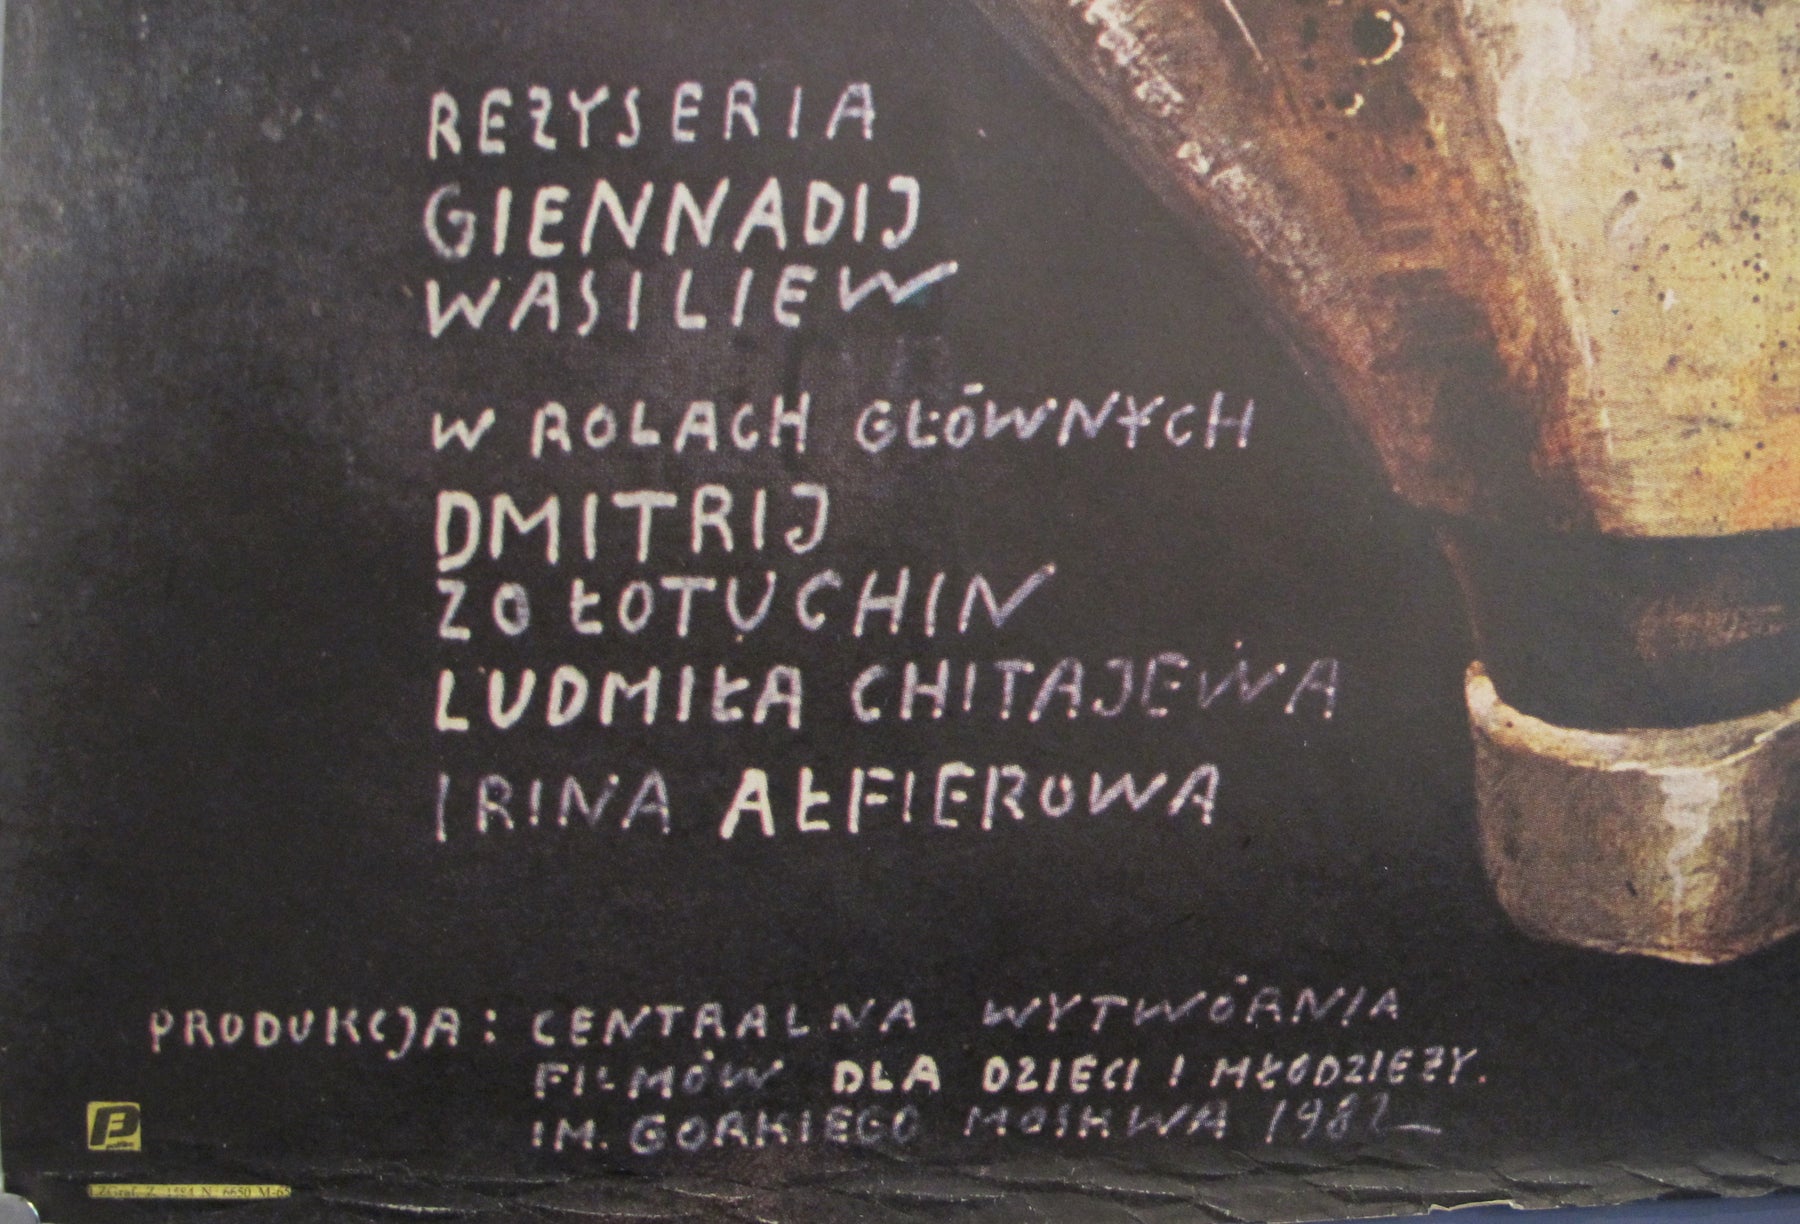 REŻYSERIA
GIENNADIJ
WASILIEW
W ROLACH GŁÓWNYCH
DMITRIJ
ZOŁOTUCHIN
LUDMIŁA CHITAJEWA
IRINA AŁFIEROWA
PRODUKCJA: CENTRALNA WYTWÓRNIA
FILMÓW DLA DZIECI I MŁODZIEŻY.
IM. GORKIEGO MOSKWA 1982